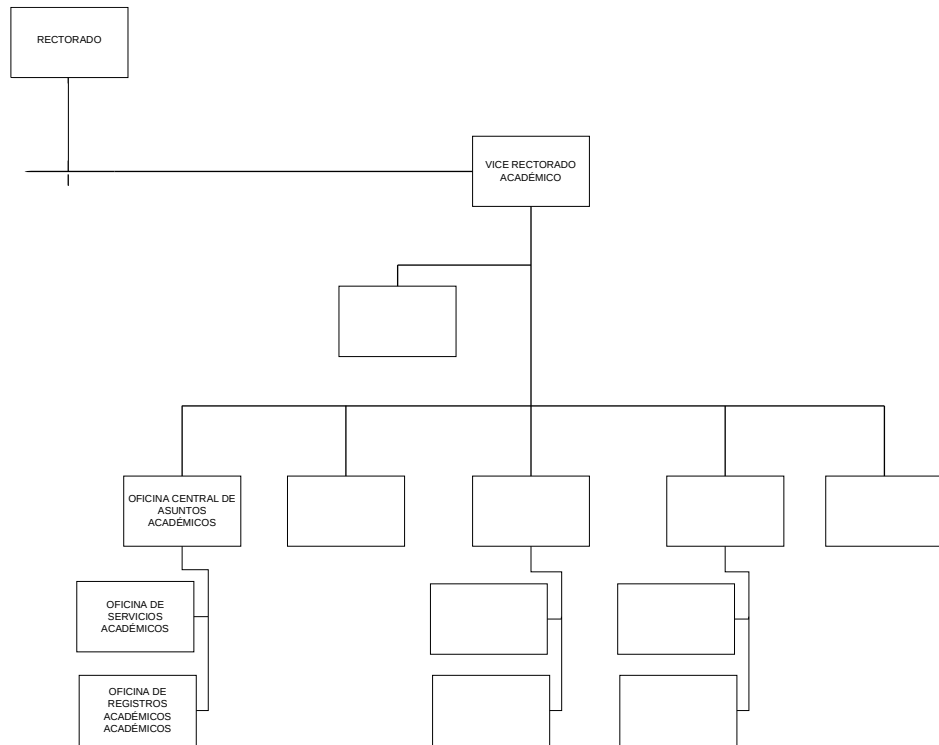 RECTORADO
VICE RECTORADO
ACADÉMICO
OFICINA CENTRAL DE
ASUNTOS
ACADÉMICOS
OFICINA DE
SERVICIOS
ACADÉMICOS
OFICINA DE
REGISTROS
ACADÉMICOS
ACADÉMICOS